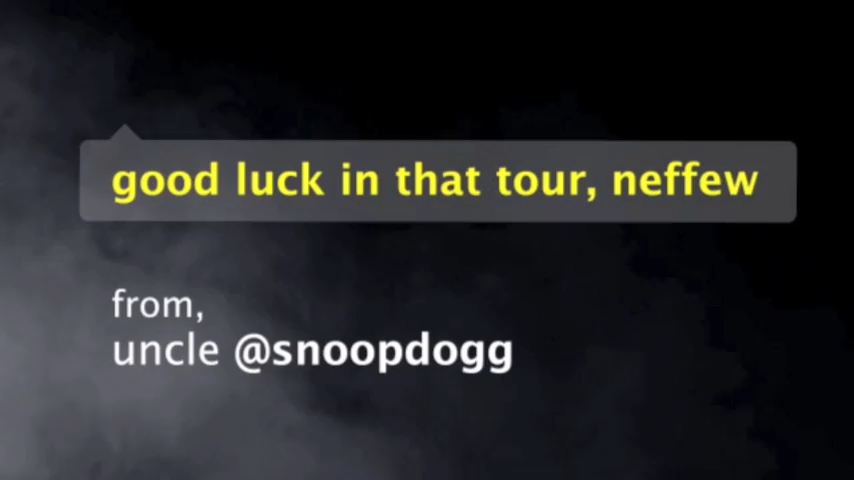 good luck in that tour, neffew
from,
uncle @snoopdogg